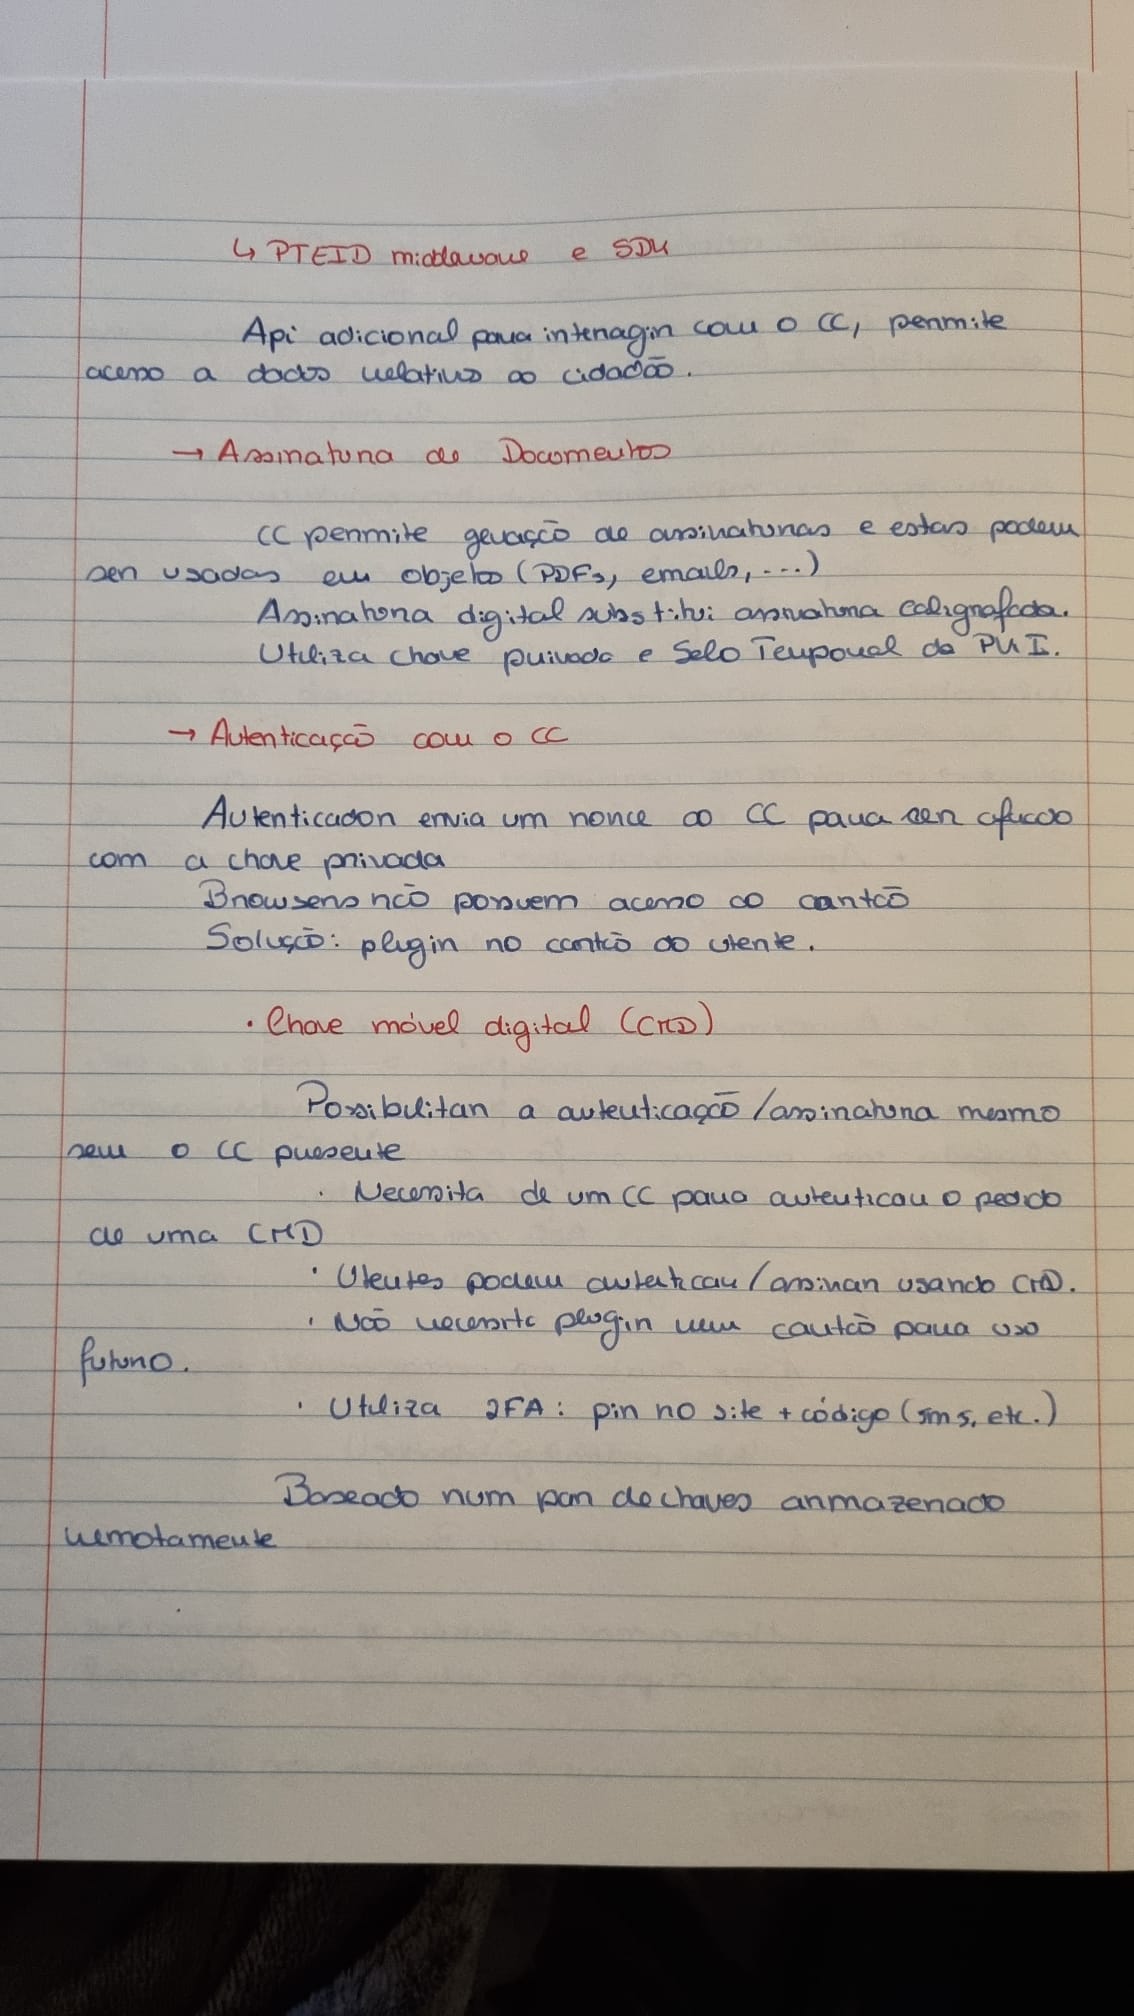 ↳ PTEID middleware e SDK
Api adicional para interagir com o CC, permite
acesso a dados relativos ao cidadão.
→ Assinatura de Documentos
CC permite geração de assinaturas e estas podem
ser usadas em objetos (PDFs, emails, ...)
Assinatura digital substitui assinatura caligrafada.
Utiliza chave privada e Selo Temporal da PKI.
→ Autenticação com o CC
Autenticador envia um nonce ao CC para ser cifrado
com a chave privada
Browsers não possuem acesso ao cartão
Solução: plugin no cartão do utente.
· Chave móvel digital (CMD)
Possibilitar a autenticação/assinatura mesmo
sem o CC presente
· Necessita de um CC para autenticar o pedido
de uma CMD
· Utentes podem autenticar/assinar usando CMD.
· Não necessita plugin nem cartão para uso
futuro.
· Utiliza 2FA: pin no site + código (sms, etc.)
Baseado num par de chaves armazenado
remotamente